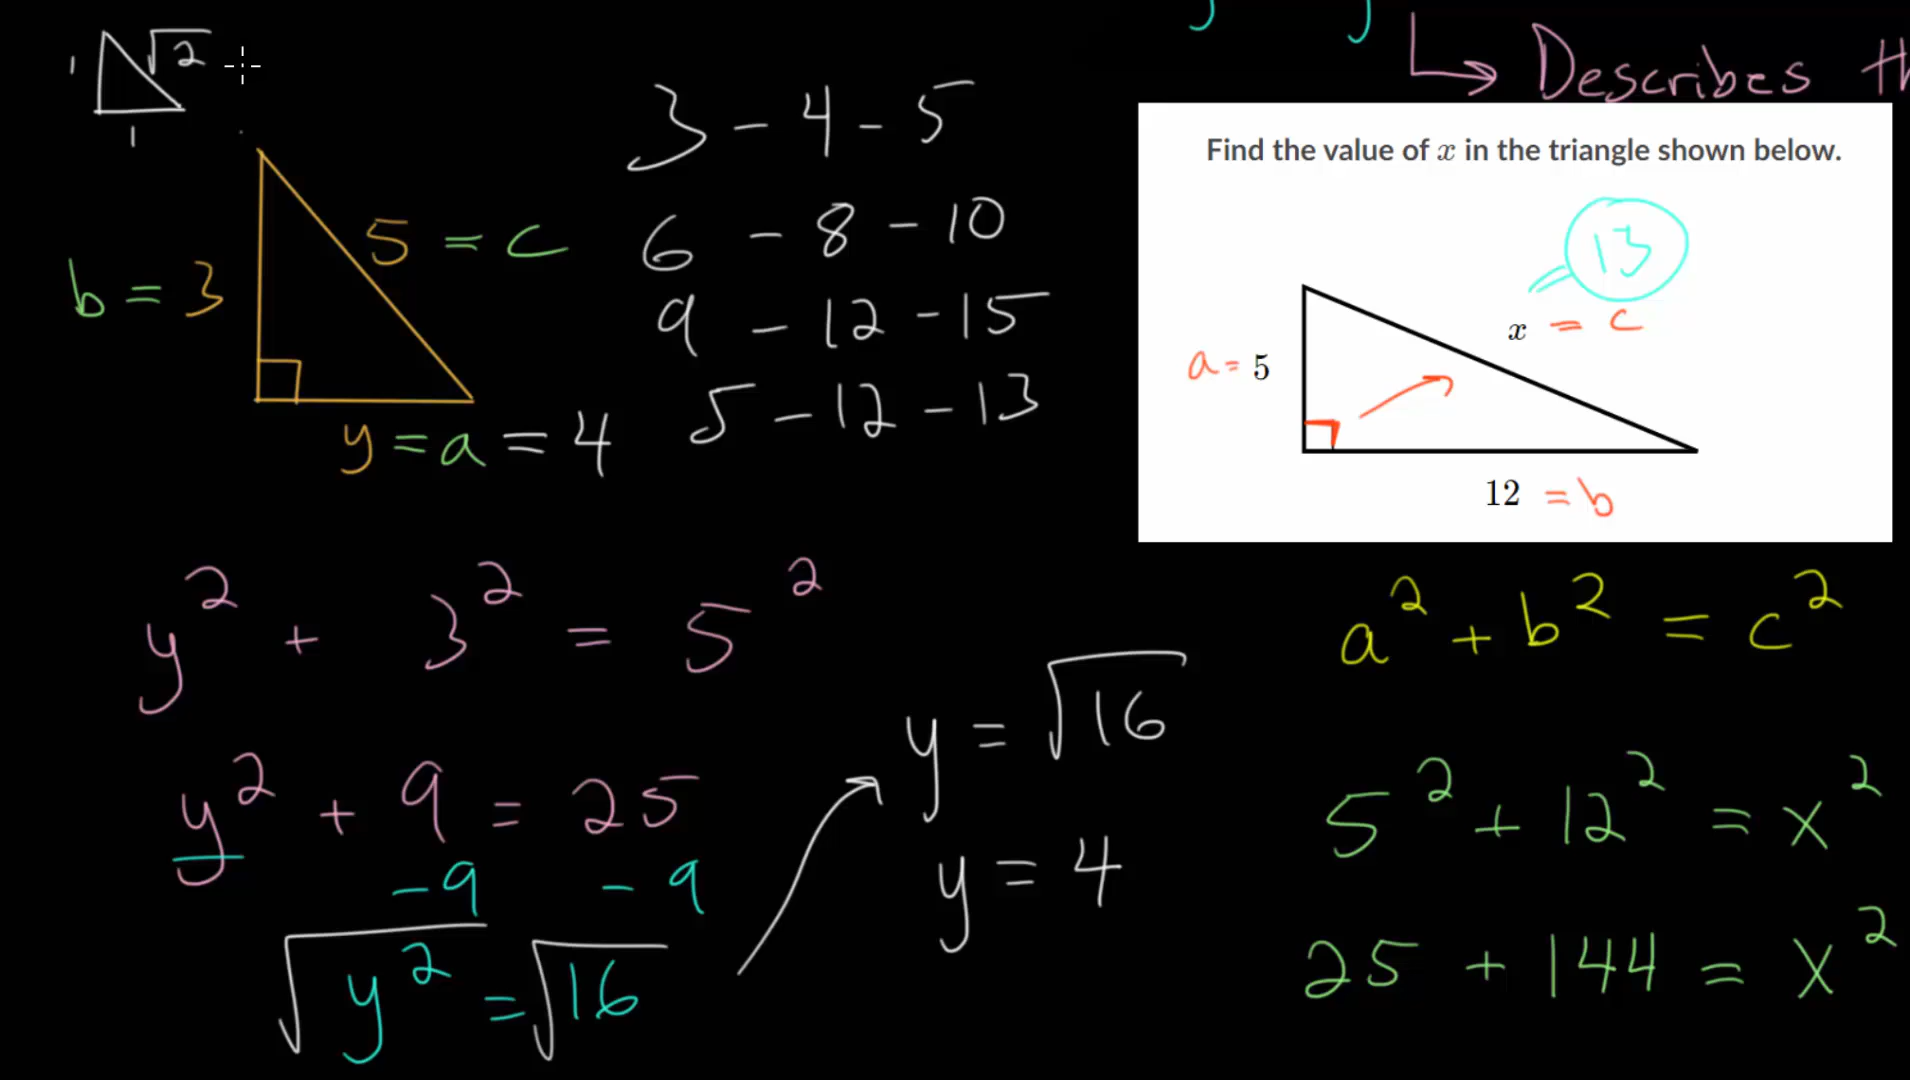 1 √2
1
3 - 4 - 5
6 - 8 - 10
9 - 12 - 15
5 - 12 - 13
b = 3
5 = c
y = a = 4
y² + 3² = 5²
y² + 9 = 25
- 9 - 9
√y² = √16
y = √16
y = 4
↳ Describes
Find the value of x in the triangle shown below.
13
x = c
a = 5
12 = b
a² + b² = c²
5² + 12² = x²
25 + 144 = x²